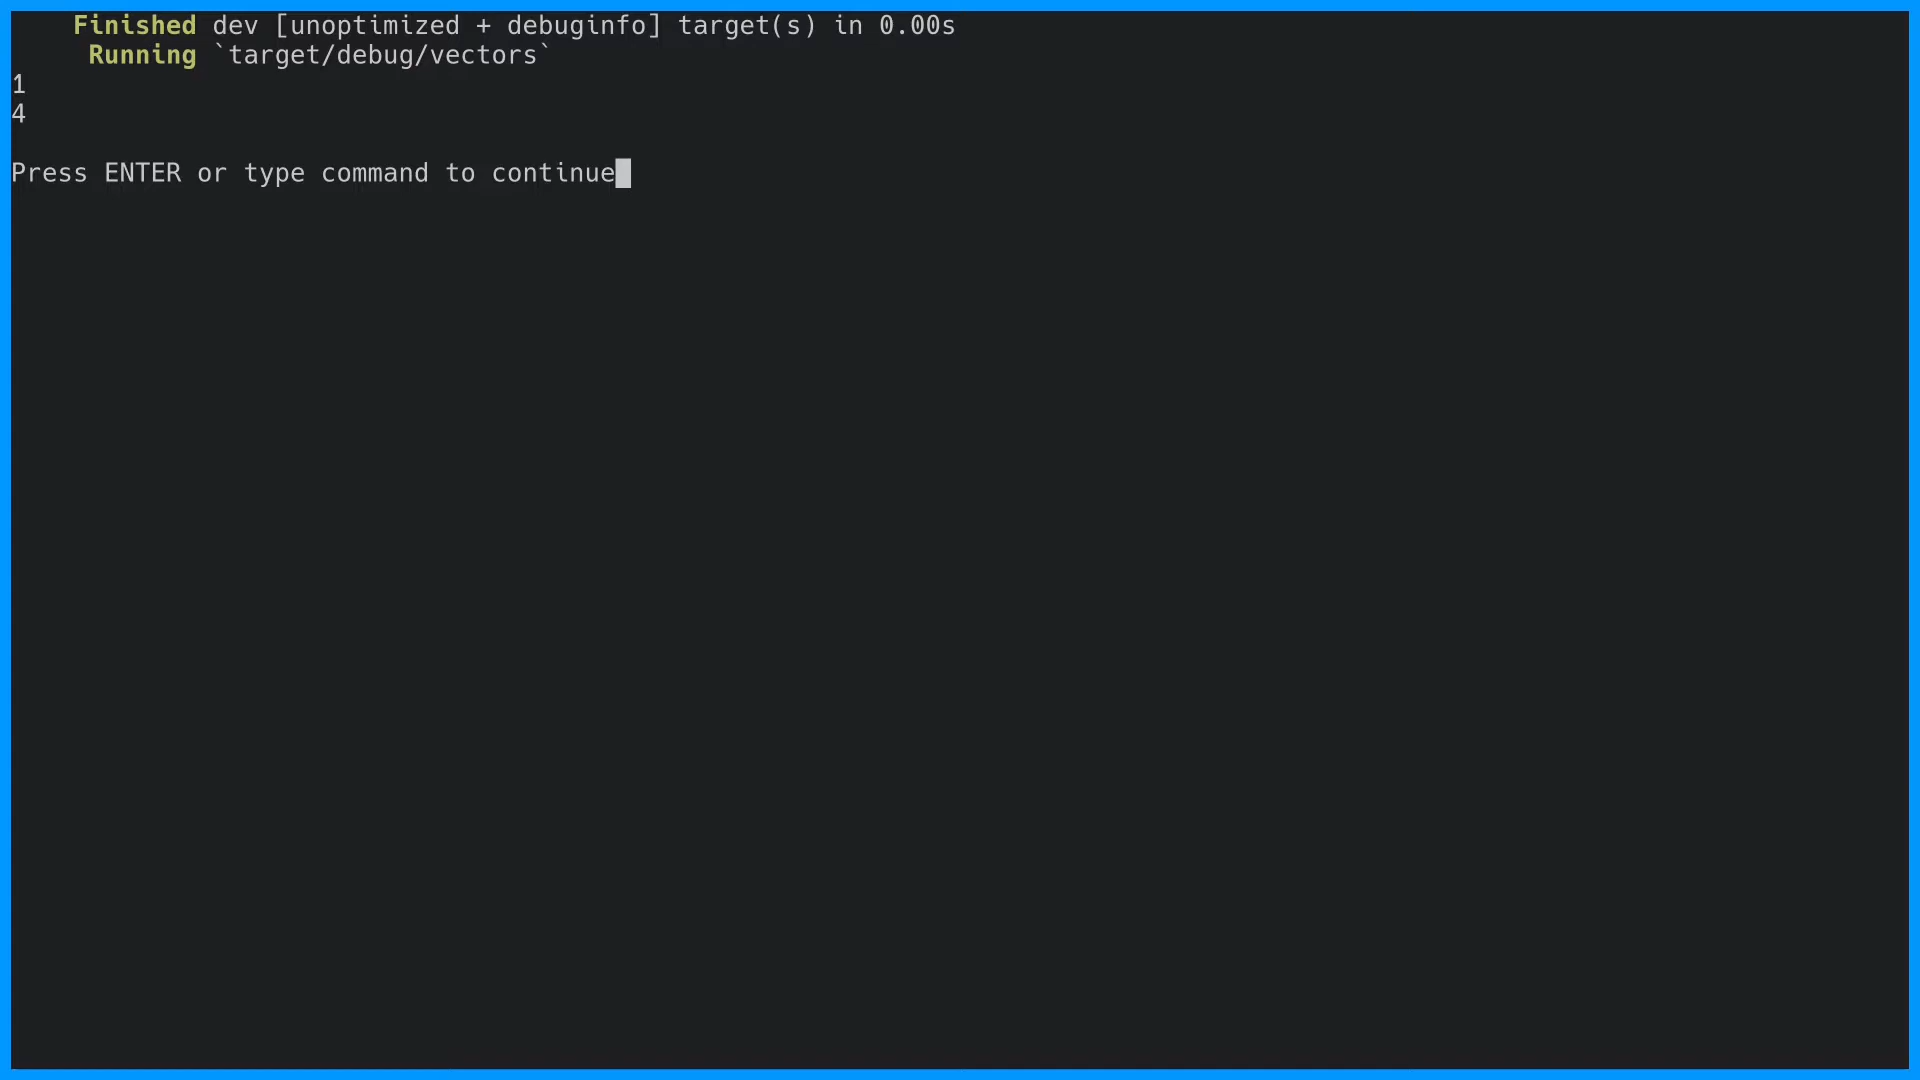 Finished dev [unoptimized + debuginfo] target(s) in 0.00s
Running `target/debug/vectors`
1
4
Press ENTER or type command to continue